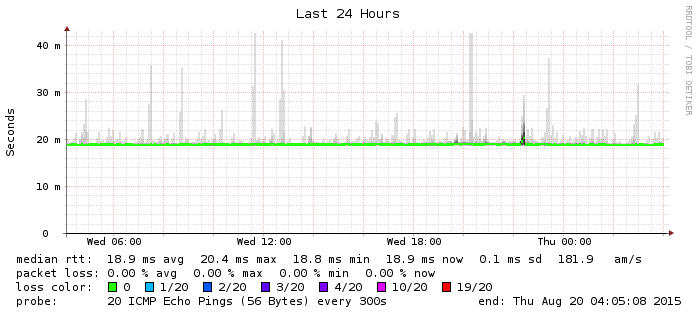 Last 24 Hours
RRDTOOL / TOBI OETIKER
Seconds
40 m
30 m
20 m
10 m
0
Wed 06:00 Wed 12:00 Wed 18:00 Thu 00:00
median rtt: 18.9 ms avg 20.4 ms max 18.8 ms min 18.9 ms now 0.1 ms sd 181.9 am/s
packet loss: 0.00 % avg 0.00 % max 0.00 % min 0.00 % now
loss color: 0 1/20 2/20 3/20 4/20 10/20 19/20
probe: 20 ICMP Echo Pings (56 Bytes) every 300s end: Thu Aug 20 04:05:08 2015